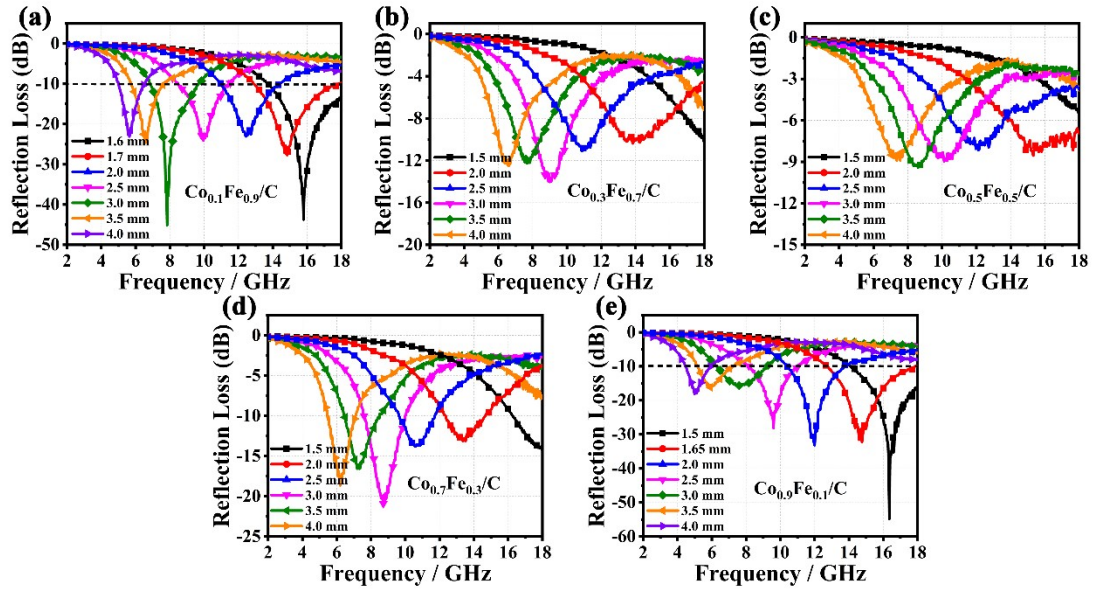 (a)
Reflection Loss (dB)
0
-10
-20
-30
-40
-50
1.6 mm
1.7 mm
2.0 mm
2.5 mm
3.0 mm
3.5 mm
4.0 mm
Co0.1Fe0.9/C
2 4 6 8 10 12 14 16 18
Frequency / GHz
(b)
Reflection Loss (dB)
0
-4
-8
-12
-16
-20
1.5 mm
2.0 mm
2.5 mm
3.0 mm
3.5 mm
4.0 mm
Co0.3Fe0.7/C
2 4 6 8 10 12 14 16 18
Frequency / GHz
(c)
Reflection Loss (dB)
0
-3
-6
-9
-12
-15
1.5 mm
2.0 mm
2.5 mm
3.0 mm
3.5 mm
4.0 mm
Co0.5Fe0.5/C
2 4 6 8 10 12 14 16 18
Frequency / GHz
(d)
Reflection Loss (dB)
0
-5
-10
-15
-20
-25
1.5 mm
2.0 mm
2.5 mm
3.0 mm
3.5 mm
4.0 mm
Co0.7Fe0.3/C
2 4 6 8 10 12 14 16 18
Frequency / GHz
(e)
Reflection Loss (dB)
10
0
-10
-20
-30
-40
-50
-60
1.5 mm
1.65 mm
2.0 mm
2.5 mm
3.0 mm
3.5 mm
4.0 mm
Co0.9Fe0.1/C
2 4 6 8 10 12 14 16 18
Frequency / GHz